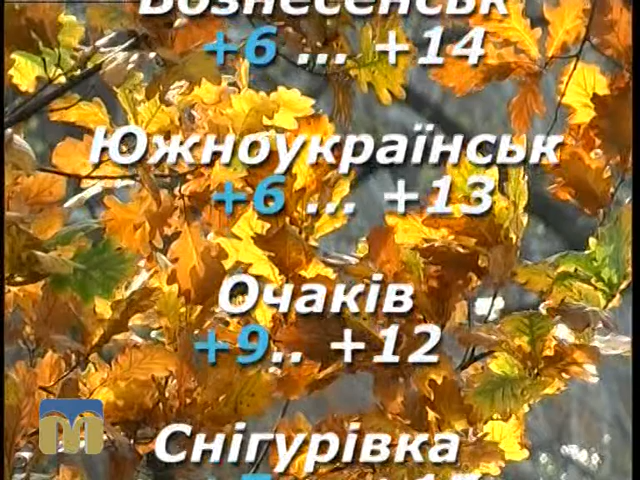 Вознесенськ
+6 ... +14
Южноукраїнськ
+6 ... +13
Очаків
+9.. +12
Снігурівка